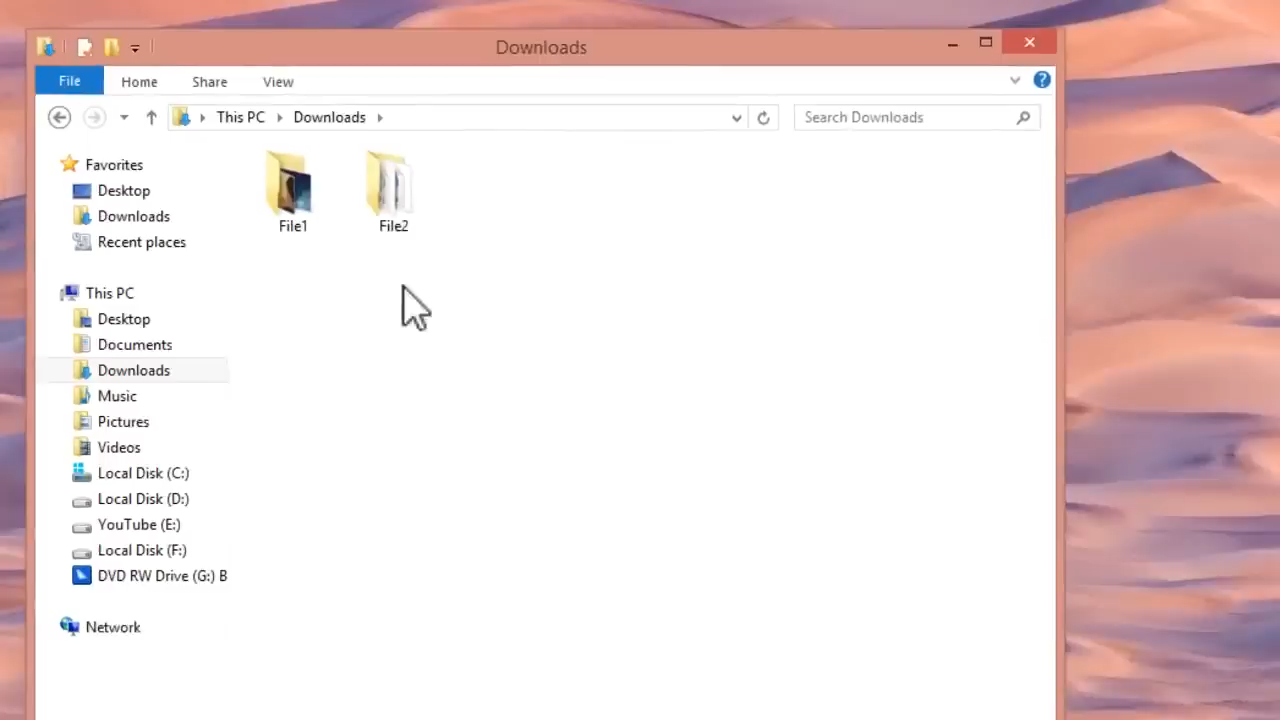 Downloads
File Home Share View
This PC Downloads
Search Downloads
Favorites
Desktop
Downloads
Recent places
This PC
Desktop
Documents
Downloads
Music
Pictures
Videos
Local Disk (C:)
Local Disk (D:)
YouTube (E:)
Local Disk (F:)
DVD RW Drive (G:) B
Network
File1 File2